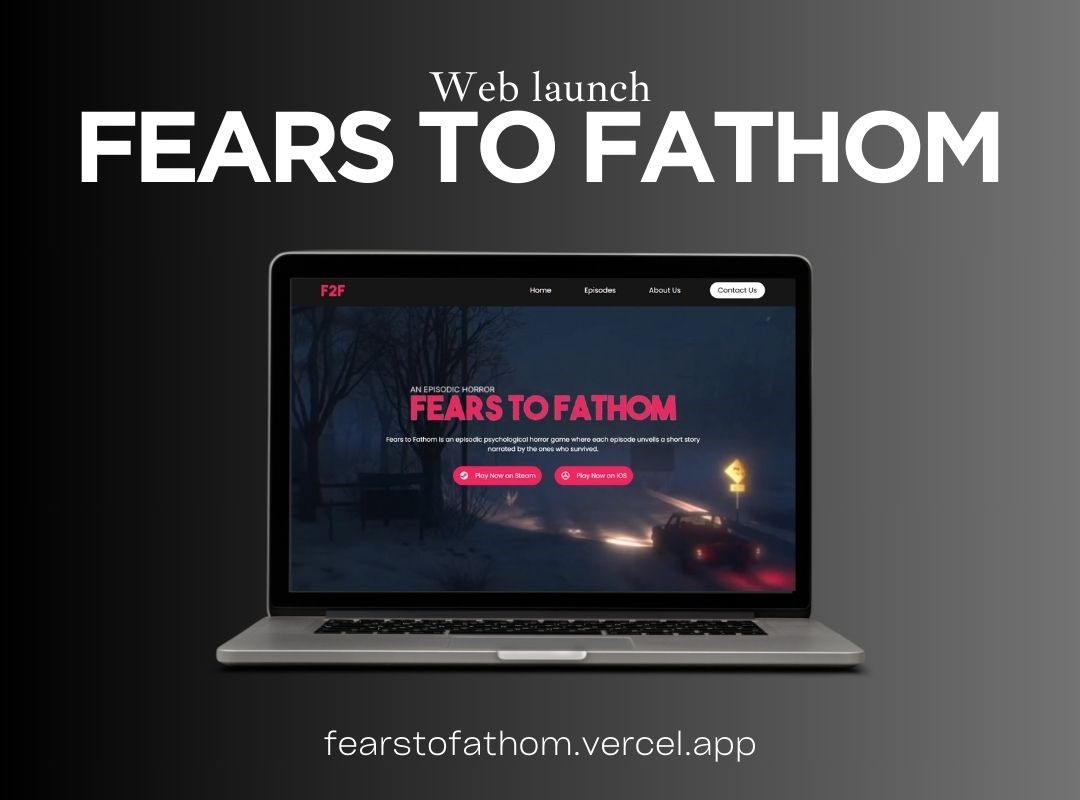 Web launch
FEARS TO FATHOM
F2F
Home Episodes About Us Contact Us
AN EPISODIC HORROR
FEARS TO FATHOM
Fears to Fathom is an episodic psychological horror game where each episode unveils a short story
narrated by the ones who survived.
Play Now on Steam Play Now on iOS
fearstofathom.vercel.app